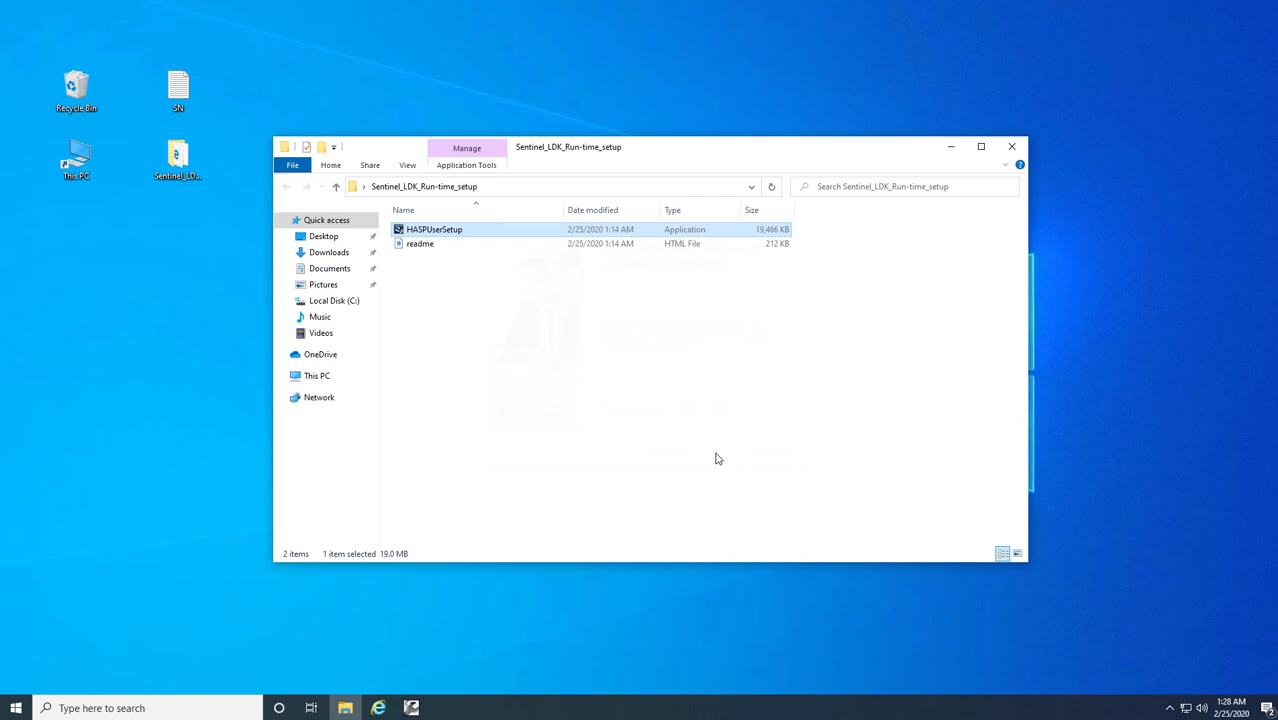 Recycle Bin
SN
This PC
Sentinel_LD...
Manage
Sentinel_LDK_Run-time_setup
File
Home
Share
View
Application Tools
Sentinel_LDK_Run-time_setup
Search Sentinel_LDK_Run-time_setup
Name
Date modified
Type
Size
Quick access
Desktop
Downloads
Documents
Pictures
Local Disk (C:)
Music
Videos
OneDrive
This PC
Network
HASPUserSetup
2/25/2020 1:14 AM
Application
19,466 KB
readme
2/25/2020 1:14 AM
HTML File
212 KB
2 items
1 item selected
19.0 MB
Type here to search
1:28 AM
2/25/2020
2